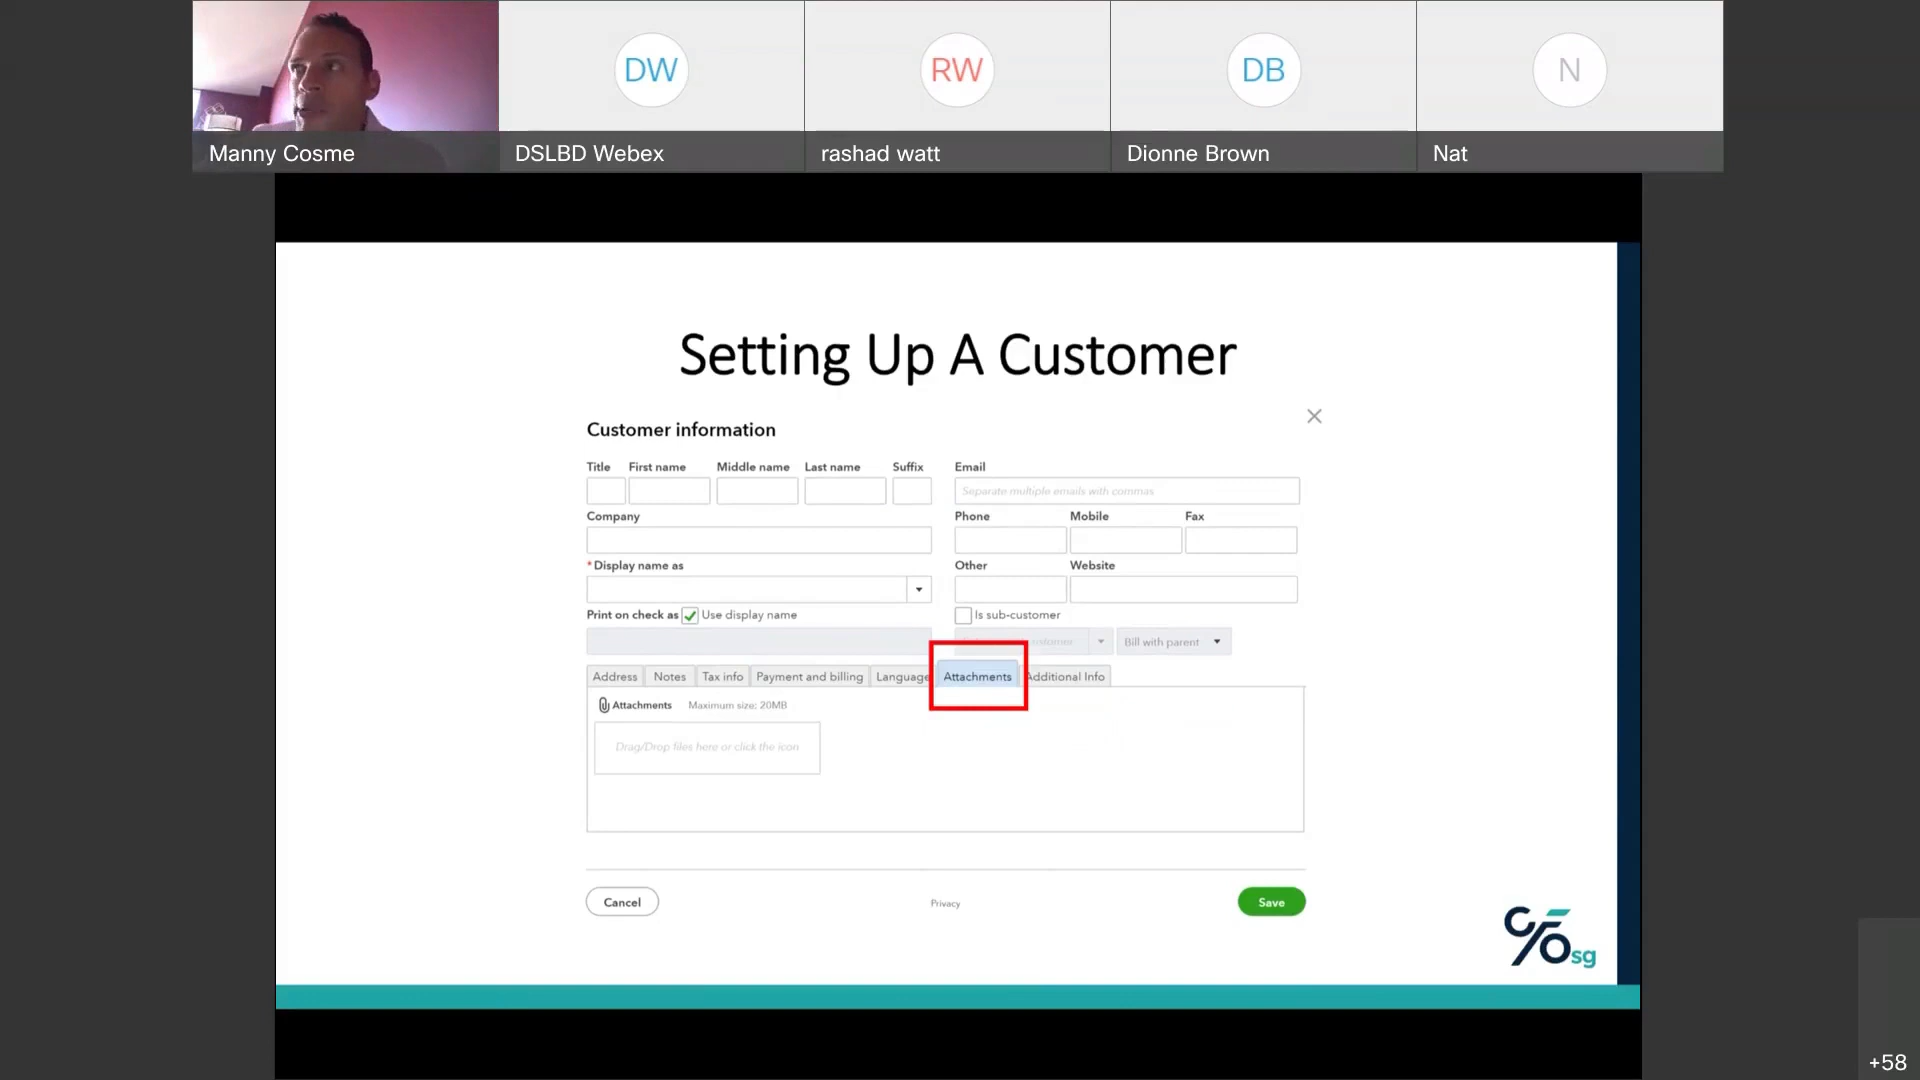 DW
RW
DB
N
Manny Cosme
DSLBD Webex
rashad watt
Dionne Brown
Nat
Setting Up A Customer
Customer information
Title First name Middle name Last name Suffix Email
Separate multiple emails with commas
Company Phone Mobile Fax
* Display name as Other Website
Print on check as Use display name Is sub-customer
Bill with parent
Address Notes Tax info Payment and billing Language Attachments Additional Info
Attachments Maximum size: 20MB
Drag/Drop files here or click the icon
Cancel Privacy Save
CFO sg
+58